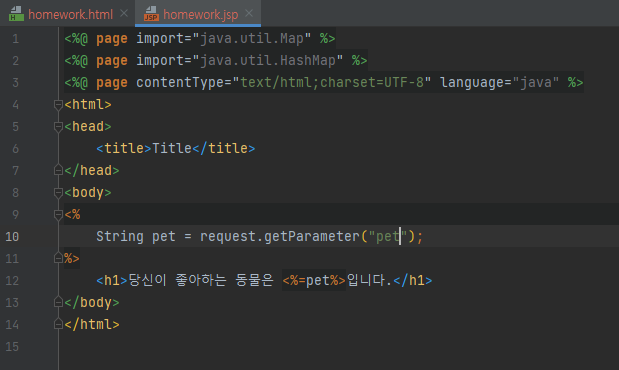 homework.html homework.jsp
1 <%@ page import="java.util.Map" %>
2 <%@ page import="java.util.HashMap" %>
3 <%@ page contentType="text/html;charset=UTF-8" language="java" %>
4 <html>
5 <head>
6 <title>Title</title>
7 </head>
8 <body>
9 <%
10 String pet = request.getParameter("pet");
11 %>
12 <h1>당신이 좋아하는 동물은 <%=pet%>입니다.</h1>
13 </body>
14 </html>
15